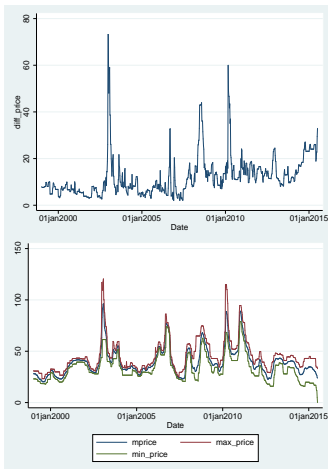 80
60
40
20
0
diff_price
01jan2000 01jan2005 01jan2010 01jan2015
Date
150
100
50
0
01jan2000 01jan2005 01jan2010 01jan2015
Date
mprice max_price
min_price